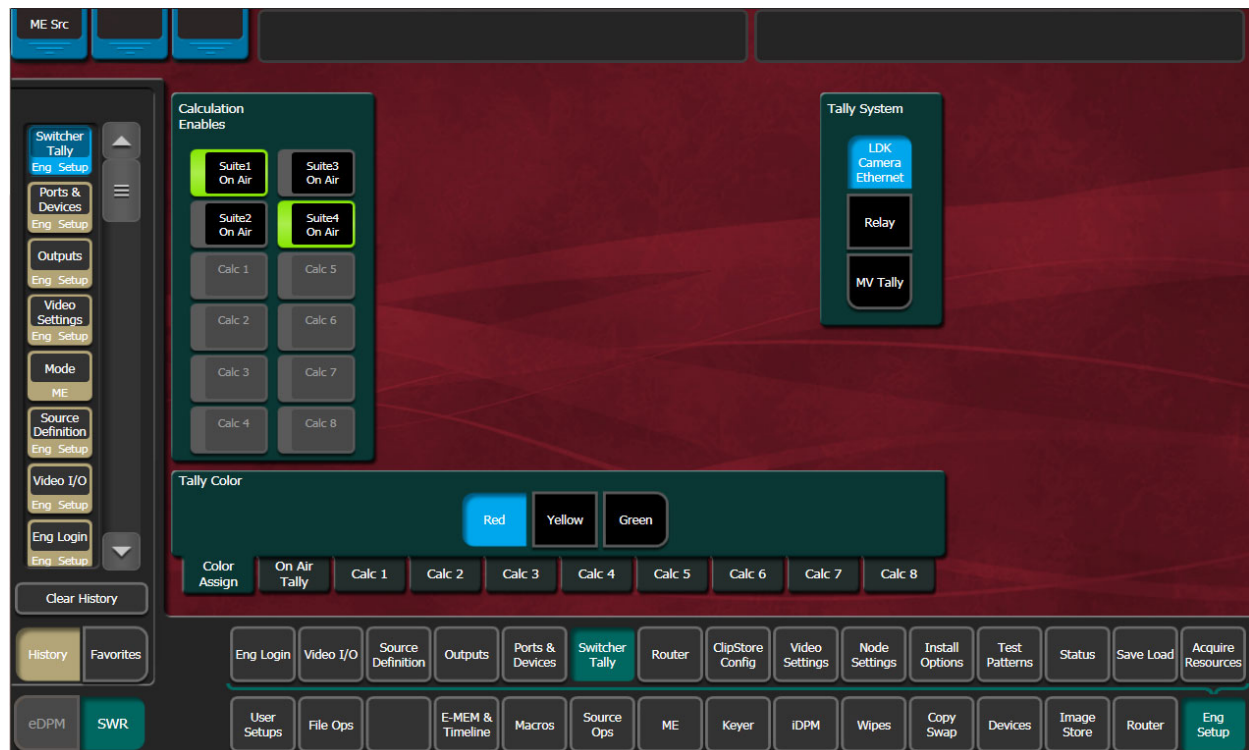 ME Src
Switcher
Tally
Eng Setup
Ports &
Devices
Eng Setup
Outputs
Eng Setup
Video
Settings
Eng Setup
Mode
ME
Source
Definition
Eng Setup
Video I/O
Eng Setup
Eng Login
Eng Setup
Clear History
History
Favorites
eDPM
SWR
Calculation
Enables
Suite1
On Air
Suite3
On Air
Suite2
On Air
Suite4
On Air
Calc 1
Calc 5
Calc 2
Calc 6
Calc 3
Calc 7
Calc 4
Calc 8
Tally System
LDK
Camera
Ethernet
Relay
MV Tally
Tally Color
Red
Yellow
Green
Color
Assign
On Air
Tally
Calc 1
Calc 2
Calc 3
Calc 4
Calc 5
Calc 6
Calc 7
Calc 8
Eng Login
Video I/O
Source
Definition
Outputs
Ports &
Devices
Switcher
Tally
Router
ClipStore
Config
Video
Settings
Node
Settings
Install
Options
Test
Patterns
Status
Save Load
Acquire
Resources
User
Setups
File Ops
E-MEM &
Timeline
Macros
Source
Ops
ME
Keyer
iDPM
Wipes
Copy
Swap
Devices
Image
Store
Router
Eng
Setup